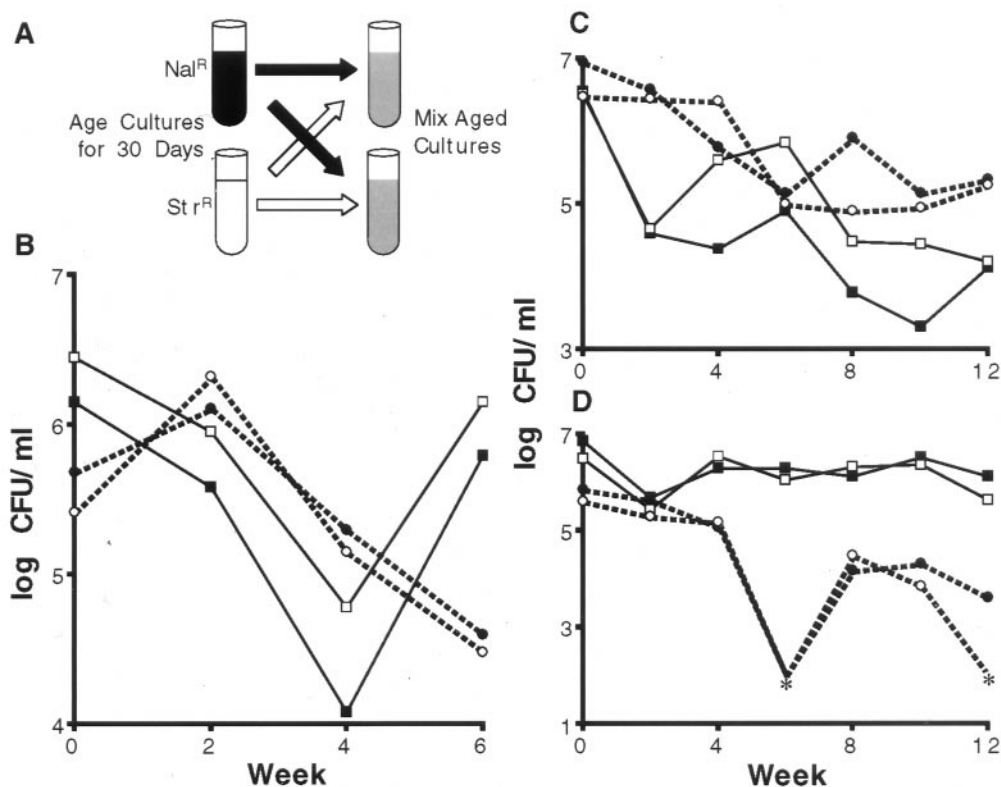 A
Nal^R
Age Cultures
for 30 Days
St r^R
Mix Aged
Cultures
B
7
6
5
4
0 2 4 6
log CFU/ ml
Week
C
7
5
3
0 4 8 12
log CFU/ ml
D
7
5
3
1
*
*
0 4 8 12
Week